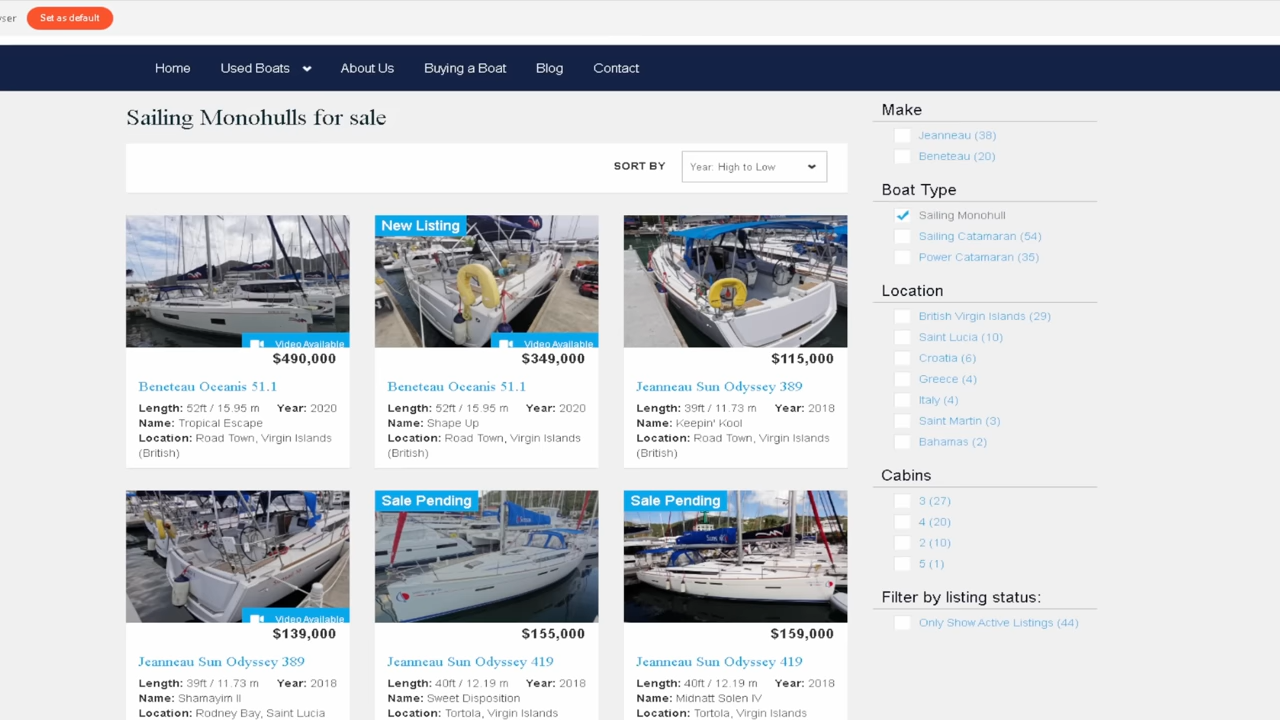 ser
Set as default
Home
Used Boats
About Us
Buying a Boat
Blog
Contact
Sailing Monohulls for sale
SORT BY
Year: High to Low
Video Available
$490,000
Beneteau Oceanis 51.1
Length: 52ft / 15.95 m Year: 2020
Name: Tropical Escape
Location: Road Town, Virgin Islands
(British)
New Listing
Video Available
$349,000
Beneteau Oceanis 51.1
Length: 52ft / 15.95 m Year: 2020
Name: Shape Up
Location: Road Town, Virgin Islands
(British)
$115,000
Jeanneau Sun Odyssey 389
Length: 39ft / 11.73 m Year: 2018
Name: Keepin' Kool
Location: Road Town, Virgin Islands
(British)
Video Available
$139,000
Jeanneau Sun Odyssey 389
Length: 39ft / 11.73 m Year: 2018
Name: Shamayim II
Location: Rodney Bay, Saint Lucia
Sale Pending
$155,000
Jeanneau Sun Odyssey 419
Length: 40ft / 12.19 m Year: 2018
Name: Sweet Disposition
Location: Tortola, Virgin Islands
Sale Pending
$159,000
Jeanneau Sun Odyssey 419
Length: 40ft / 12.19 m Year: 2018
Name: Midnatt Solen IV
Location: Tortola, Virgin Islands
Make
Jeanneau (38)
Beneteau (20)
Boat Type
Sailing Monohull
Sailing Catamaran (54)
Power Catamaran (35)
Location
British Virgin Islands (29)
Saint Lucia (10)
Croatia (6)
Greece (4)
Italy (4)
Saint Martin (3)
Bahamas (2)
Cabins
3 (27)
4 (20)
2 (10)
5 (1)
Filter by listing status:
Only Show Active Listings (44)